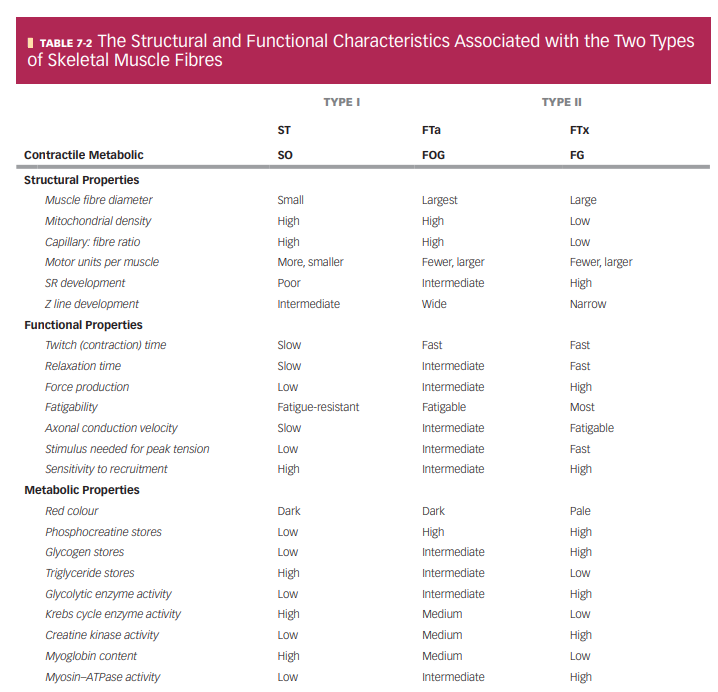 TABLE 7-2 The Structural and Functional Characteristics Associated with the Two Types
of Skeletal Muscle Fibres
TYPE I TYPE II
ST FTa FTx
Contractile Metabolic SO FOG FG
Structural Properties
Muscle fibre diameter Small Largest Large
Mitochondrial density High High Low
Capillary: fibre ratio High High Low
Motor units per muscle More, smaller Fewer, larger Fewer, larger
SR development Poor Intermediate High
Z line development Intermediate Wide Narrow
Functional Properties
Twitch (contraction) time Slow Fast Fast
Relaxation time Slow Intermediate Fast
Force production Low Intermediate High
Fatigability Fatigue-resistant Fatigable Most
Axonal conduction velocity Slow Intermediate Fatigable
Stimulus needed for peak tension Low Intermediate Fast
Sensitivity to recruitment High Intermediate High
Metabolic Properties
Red colour Dark Dark Pale
Phosphocreatine stores Low High High
Glycogen stores Low Intermediate High
Triglyceride stores High Intermediate Low
Glycolytic enzyme activity Low Intermediate High
Krebs cycle enzyme activity High Medium Low
Creatine kinase activity Low Medium High
Myoglobin content High Medium Low
Myosin–ATPase activity Low Intermediate High